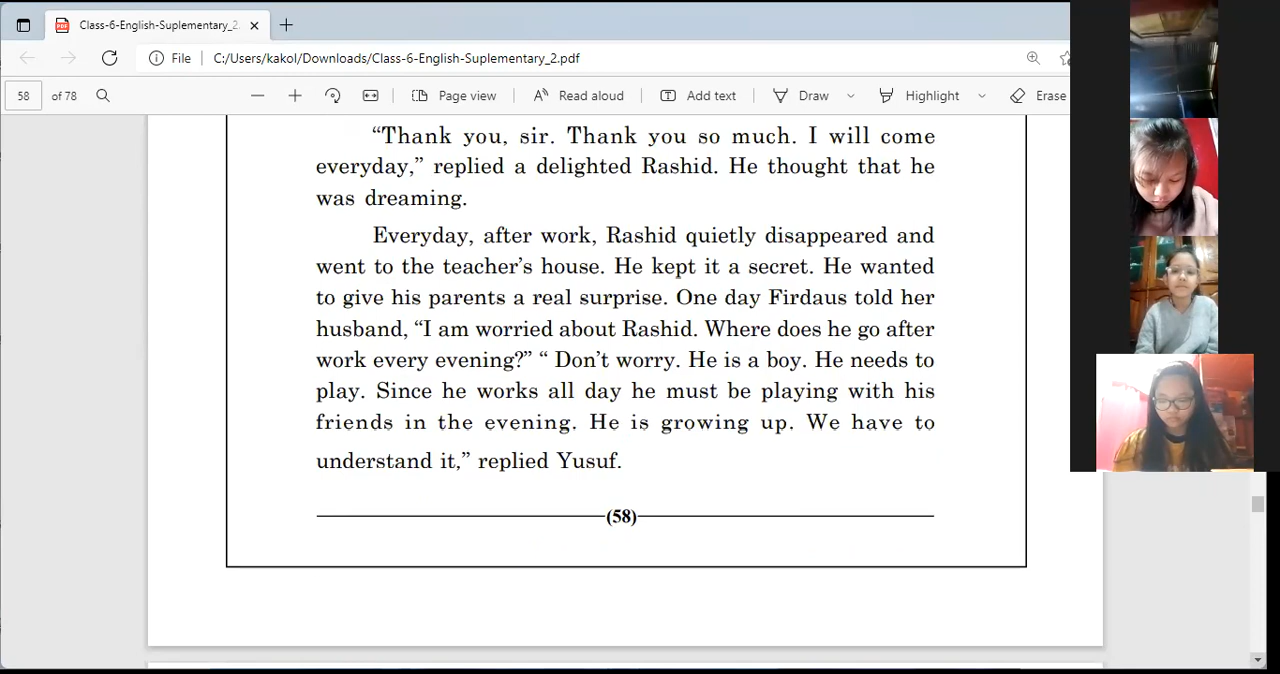 Class-6-English-Suplementary_2.
File
C:/Users/kakol/Downloads/Class-6-English-Suplementary_2.pdf
58 of 78
Page view
Read aloud
Add text
Draw
Highlight
Erase
“Thank you, sir. Thank you so much. I will come
everyday,” replied a delighted Rashid. He thought that he
was dreaming.
Everyday, after work, Rashid quietly disappeared and
went to the teacher’s house. He kept it a secret. He wanted
to give his parents a real surprise. One day Firdaus told her
husband, “I am worried about Rashid. Where does he go after
work every evening?” “ Don’t worry. He is a boy. He needs to
play. Since he works all day he must be playing with his
friends in the evening. He is growing up. We have to
understand it,” replied Yusuf.
(58)